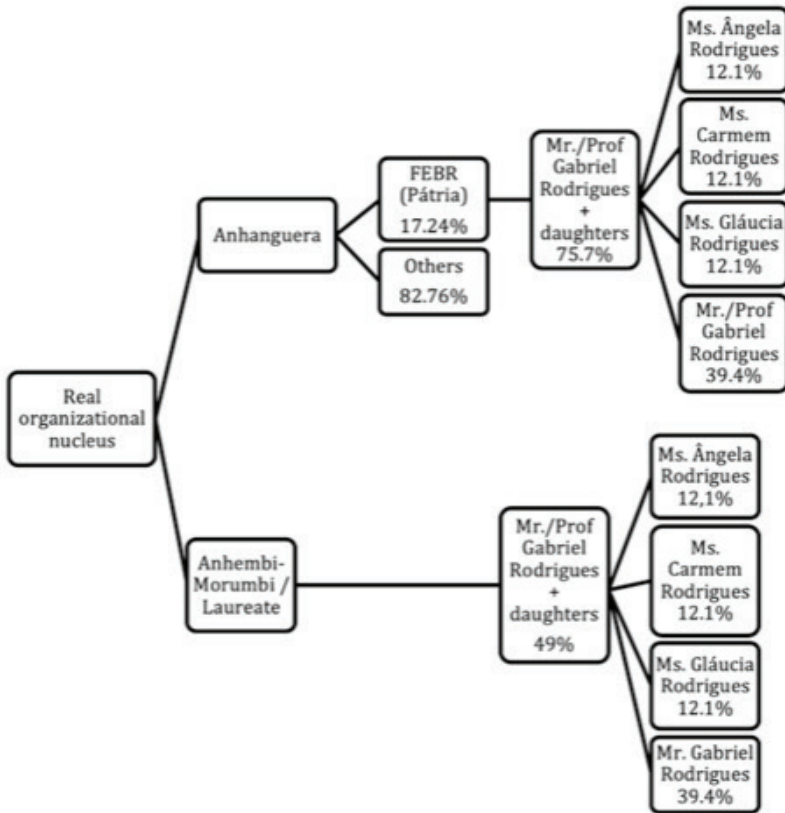 Real
organizational
nucleus
Anhanguera
FEBR
(Pátria)
17.24%
Others
82.76%
Mr./Prof
Gabriel
Rodrigues
+
daughters
75.7%
Ms. Ângela
Rodrigues
12.1%
Ms.
Carmem
Rodrigues
12.1%
Ms. Gláucia
Rodrigues
12.1%
Mr./Prof
Gabriel
Rodrigues
39.4%
Anhembi-
Morumbi /
Laureate
Mr./Prof
Gabriel
Rodrigues
+
daughters
49%
Ms. Ângela
Rodrigues
12,1%
Ms.
Carmem
Rodrigues
12.1%
Ms. Gláucia
Rodrigues
12.1%
Mr. Gabriel
Rodrigues
39.4%